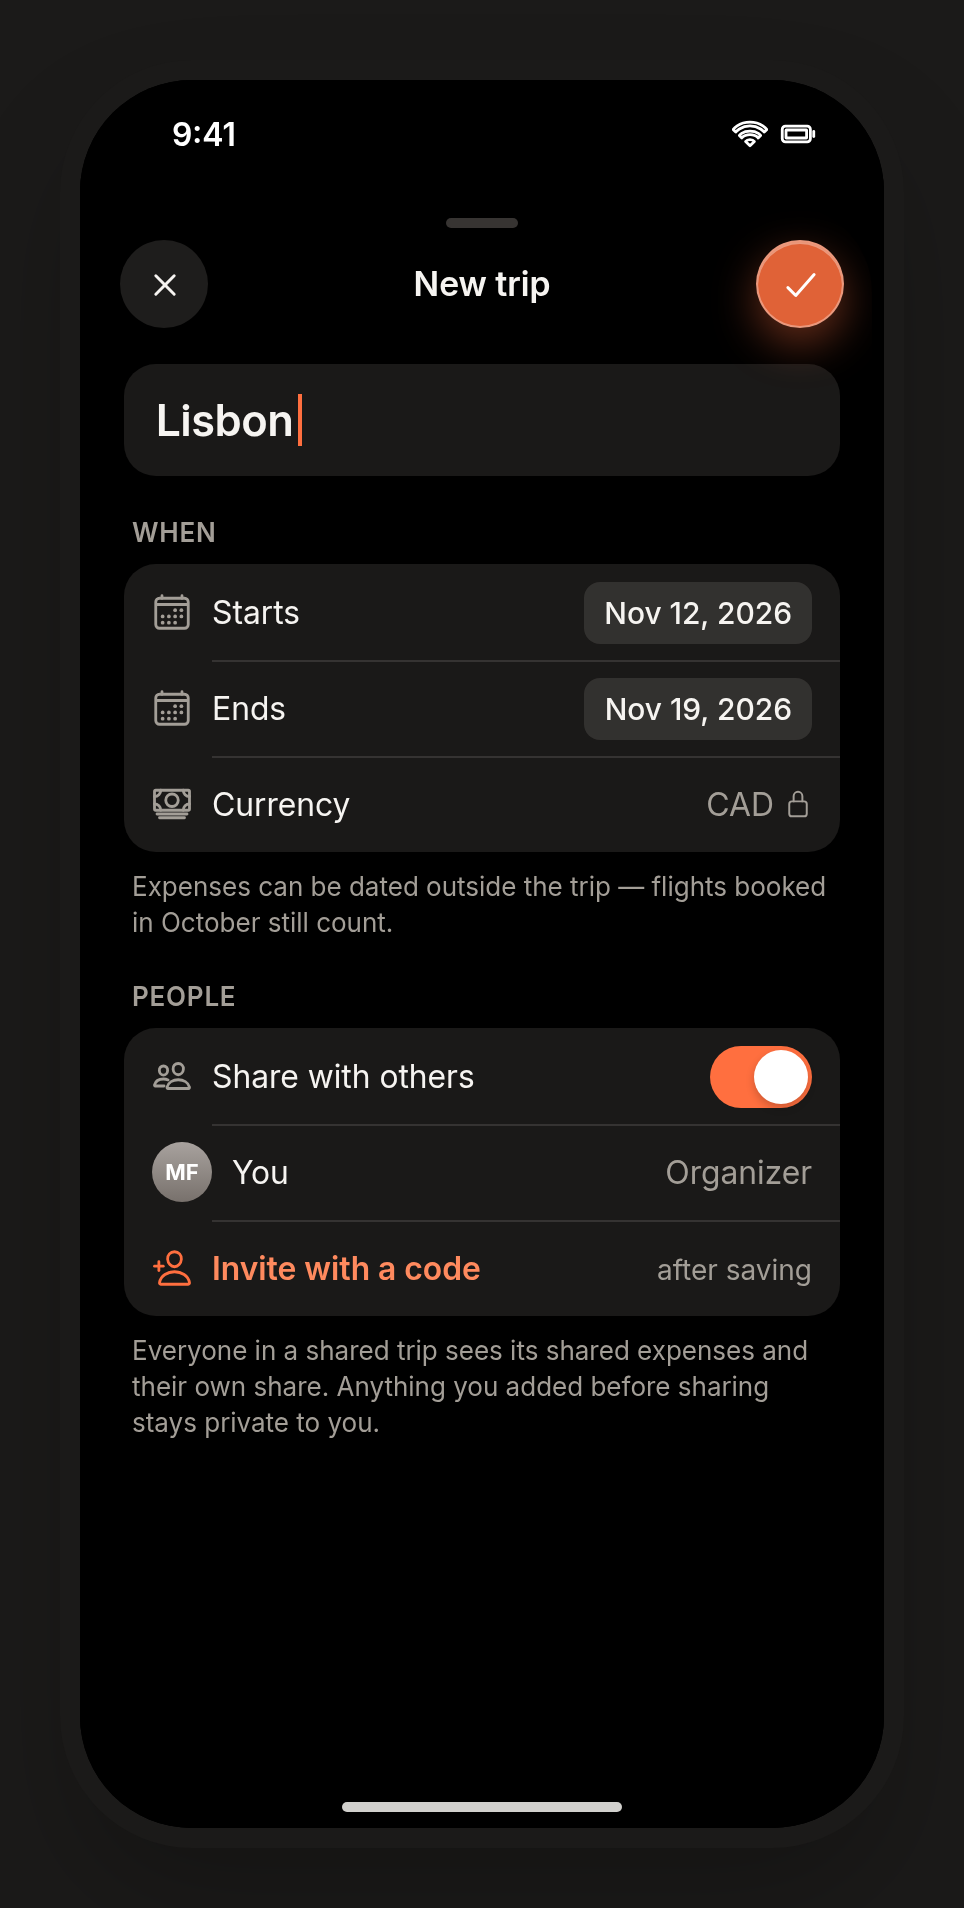 9:41
New trip
Lisbon
WHEN
Starts
Nov 12, 2026
Ends
Nov 19, 2026
Currency
CAD
Expenses can be dated outside the trip — flights booked
in October still count.
PEOPLE
Share with others
MF
You
Organizer
Invite with a code
after saving
Everyone in a shared trip sees its shared expenses and
their own share. Anything you added before sharing
stays private to you.